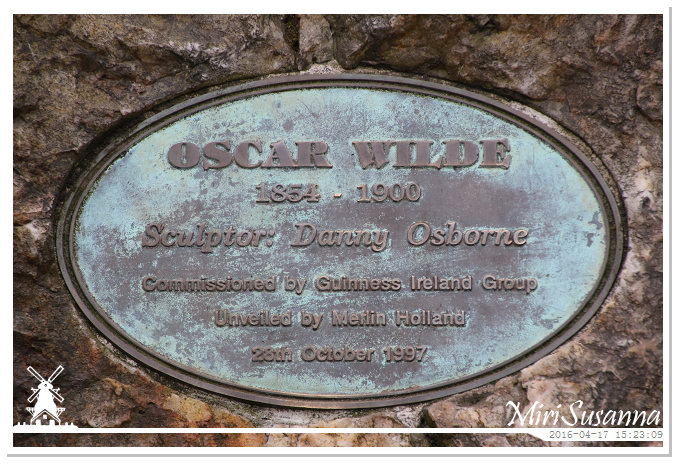 OSCAR WILDE
1854 - 1900
Sculptor: Danny Osborne
Commissioned by Guinness Ireland Group
Unveiled by Merlin Holland
28th October 1997
MiriSusanna
2016-04-17 15:23:09